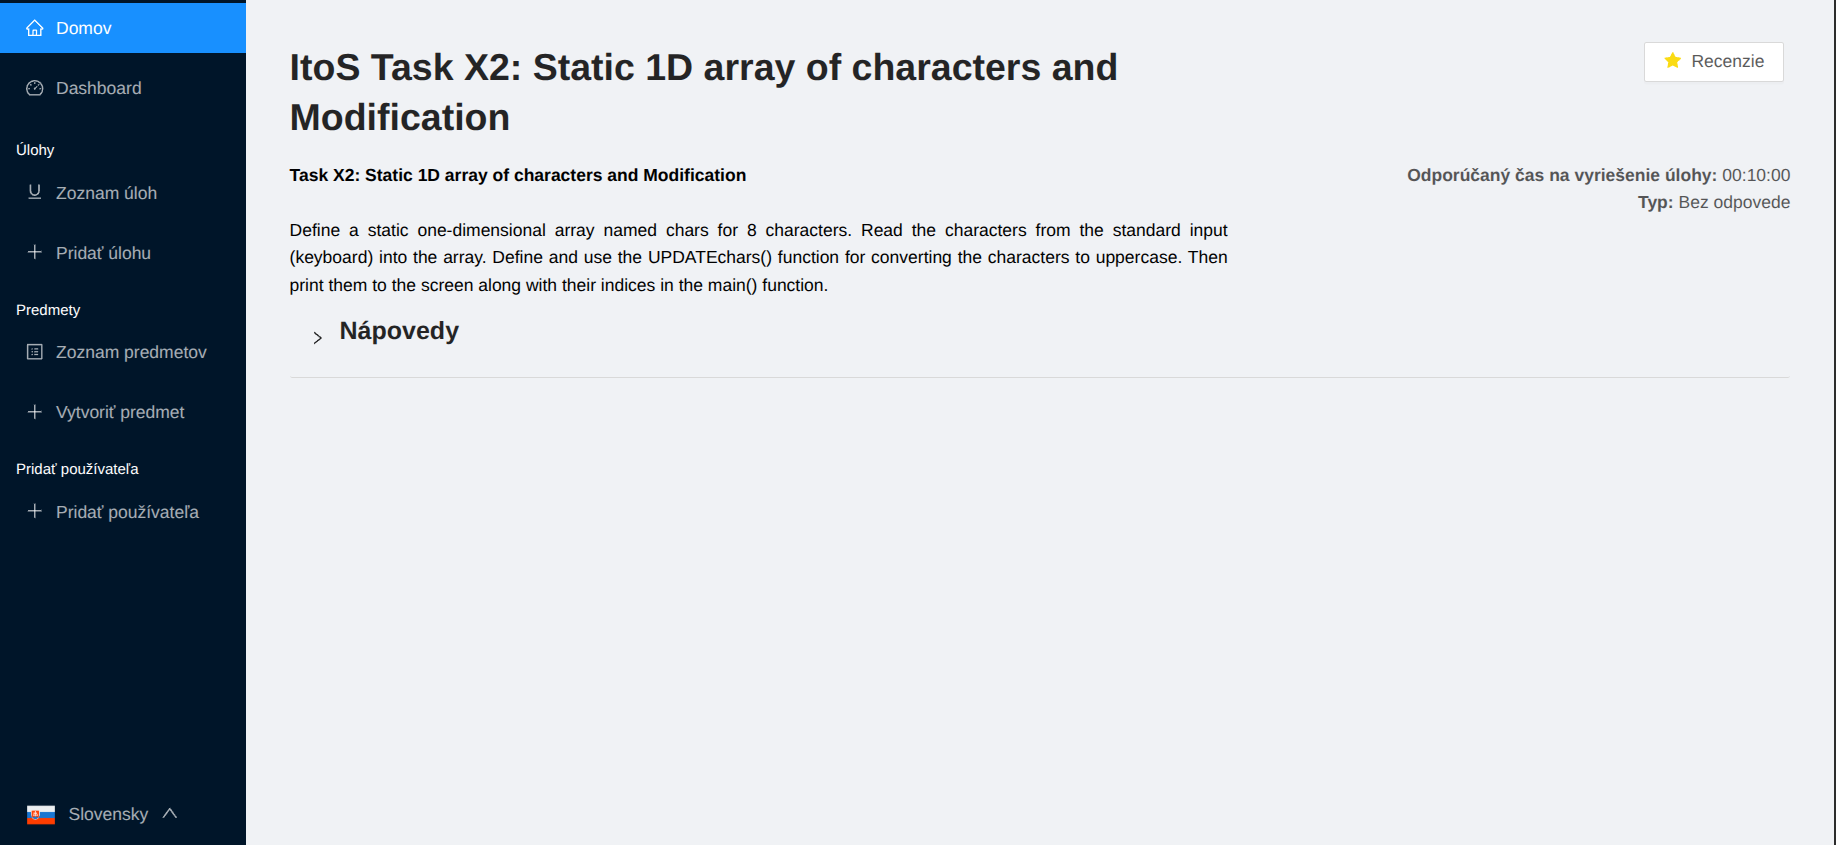 Domov
Dashboard
Úlohy
Zoznam úloh
Pridať úlohu
Predmety
Zoznam predmetov
Vytvoriť predmet
Pridať používateľa
Pridať používateľa
Slovensky
ItoS Task X2: Static 1D array of characters and
Modification
Recenzie
Task X2: Static 1D array of characters and Modification
Odporúčaný čas na vyriešenie úlohy: 00:10:00
Typ: Bez odpovede
Define a static one-dimensional array named chars for 8 characters. Read the characters from the standard input
(keyboard) into the array. Define and use the UPDATEchars() function for converting the characters to uppercase. Then
print them to the screen along with their indices in the main() function.
Nápovedy